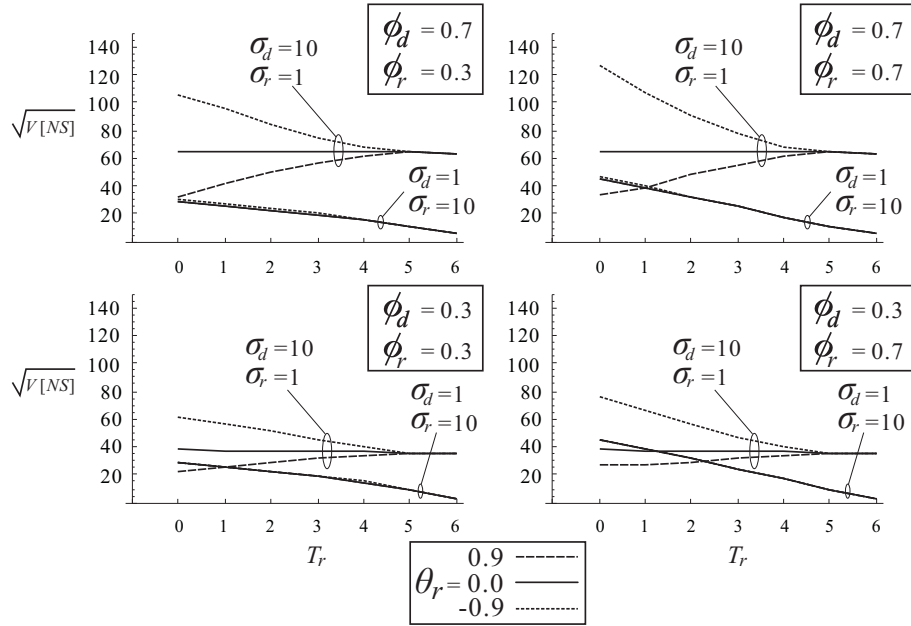 √V[NS]
140
120
100
80
60
40
20
0 1 2 3 4 5 6
σd=10
σr=1
σd=1
σr=10
ϕd = 0.7
ϕr = 0.3
140
120
100
80
60
40
20
0 1 2 3 4 5 6
σd=10
σr=1
σd=1
σr=10
ϕd = 0.7
ϕr = 0.7
√V[NS]
140
120
100
80
60
40
20
0 1 2 3 4 5 6
Tr
σd=10
σr=1
σd=1
σr=10
ϕd = 0.3
ϕr = 0.3
140
120
100
80
60
40
20
0 1 2 3 4 5 6
Tr
σd=10
σr=1
σd=1
σr=10
ϕd = 0.3
ϕr = 0.7
0.9
θr= 0.0
-0.9